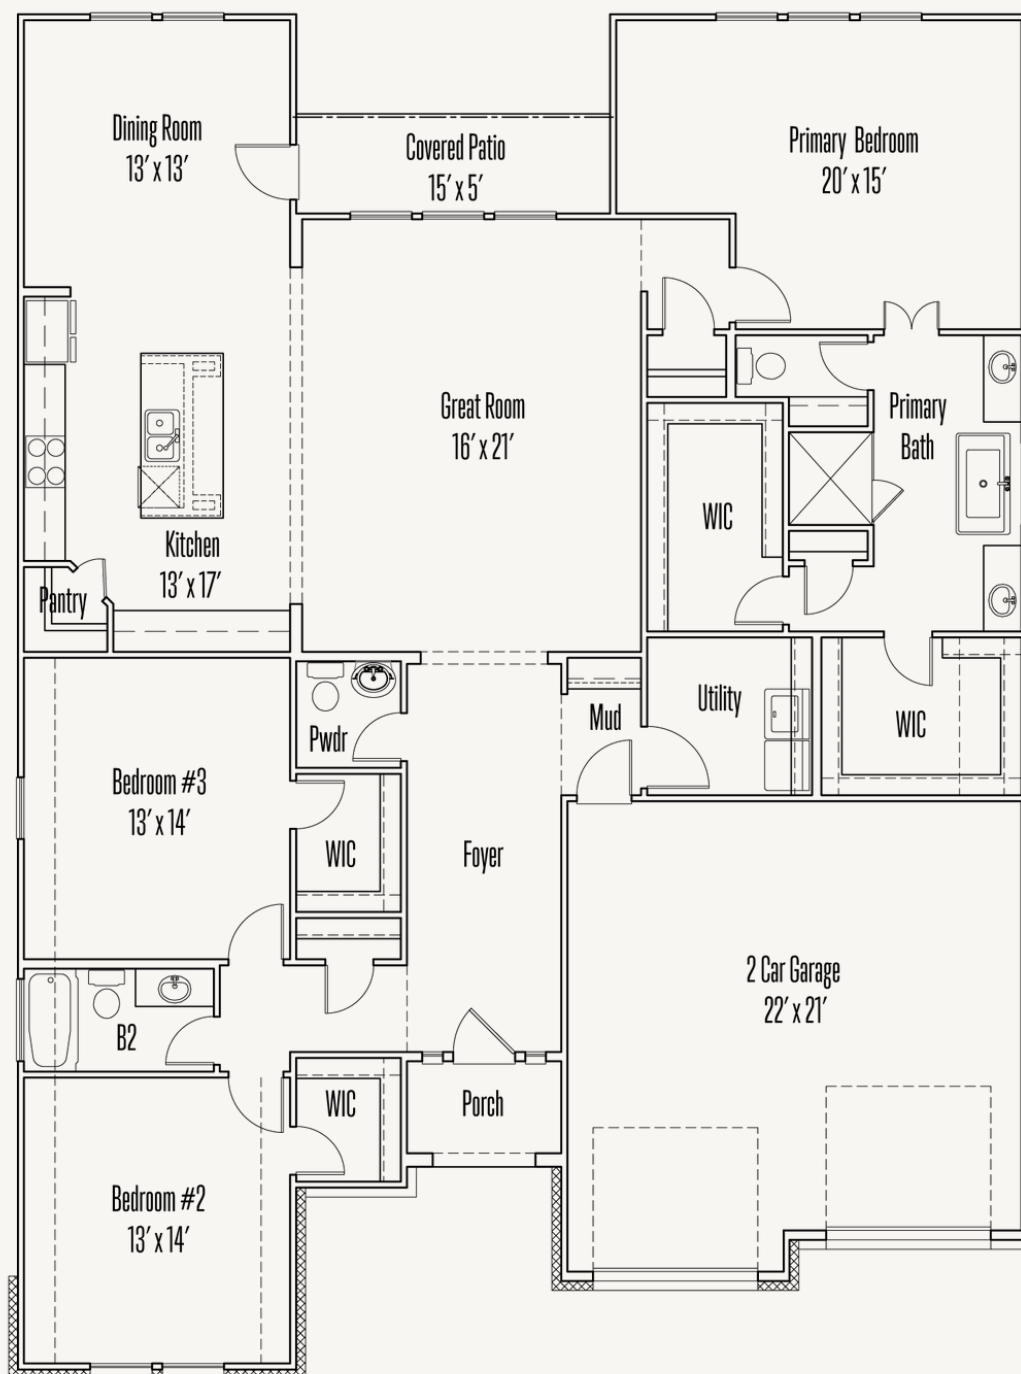 Dining Room
13' x 13'
Covered Patio
15' x 5'
Primary Bedroom
20' x 15'
Great Room
16' x 21'
Primary
Bath
WIC
Kitchen
13' x 17'
Pantry
Pwdr
Mud
Utility
WIC
Bedroom #3
13' x 14'
WIC
Foyer
2 Car Garage
22' x 21'
B2
WIC
Porch
Bedroom #2
13' x 14'